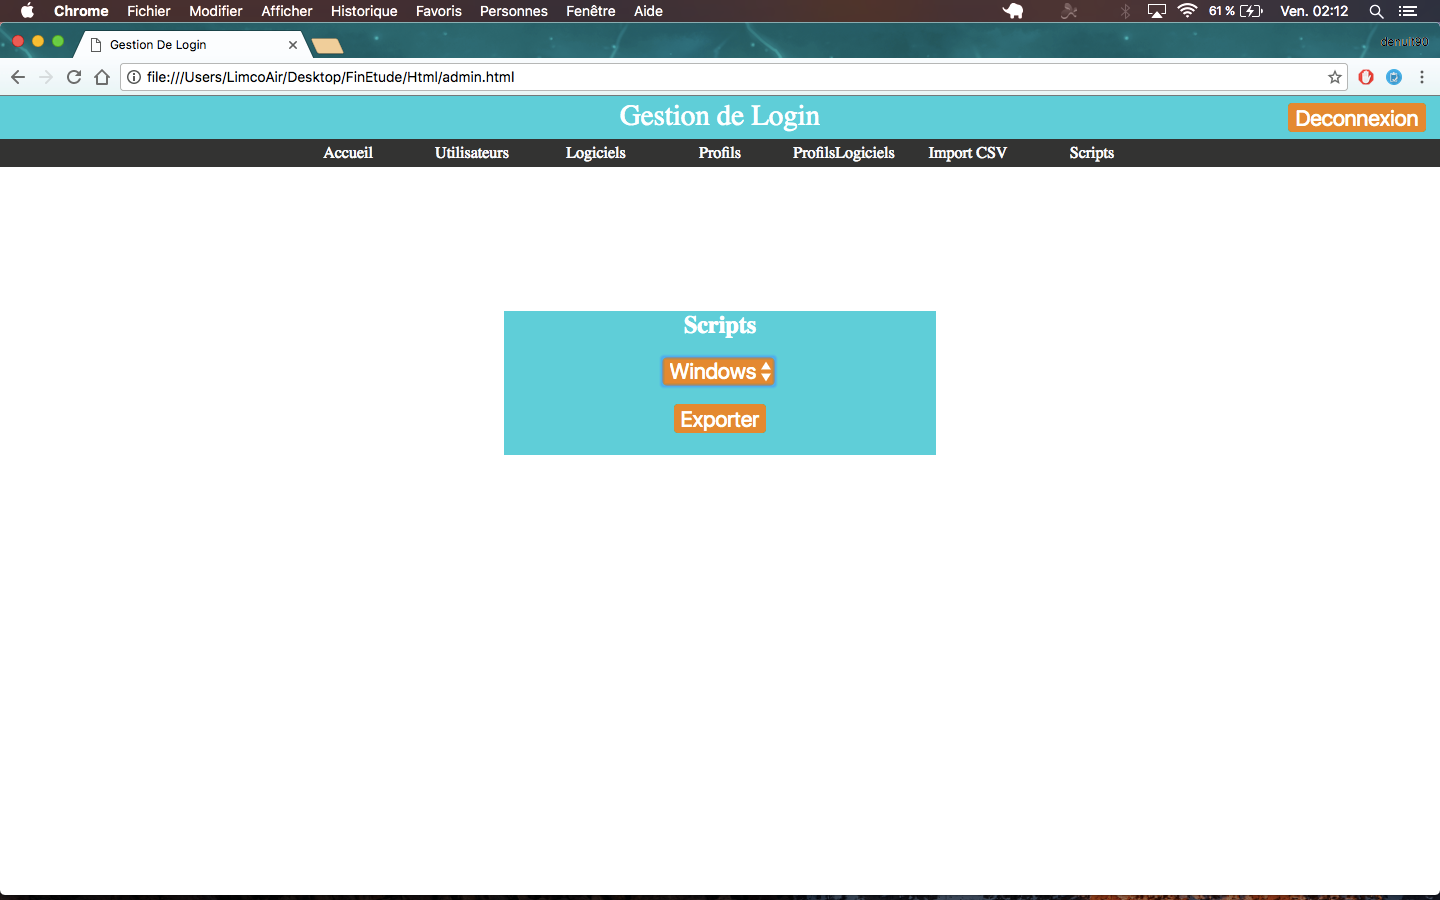 Chrome Fichier Modifier Afficher Historique Favoris Personnes Fenêtre Aide 61 % Ven. 02:12
Gestion De Login
file:///Users/LimcoAir/Desktop/FinEtude/Html/admin.html
Gestion de Login Deconnexion
Accueil Utilisateurs Logiciels Profils ProfilsLogiciels Import CSV Scripts
Scripts
Windows
Exporter